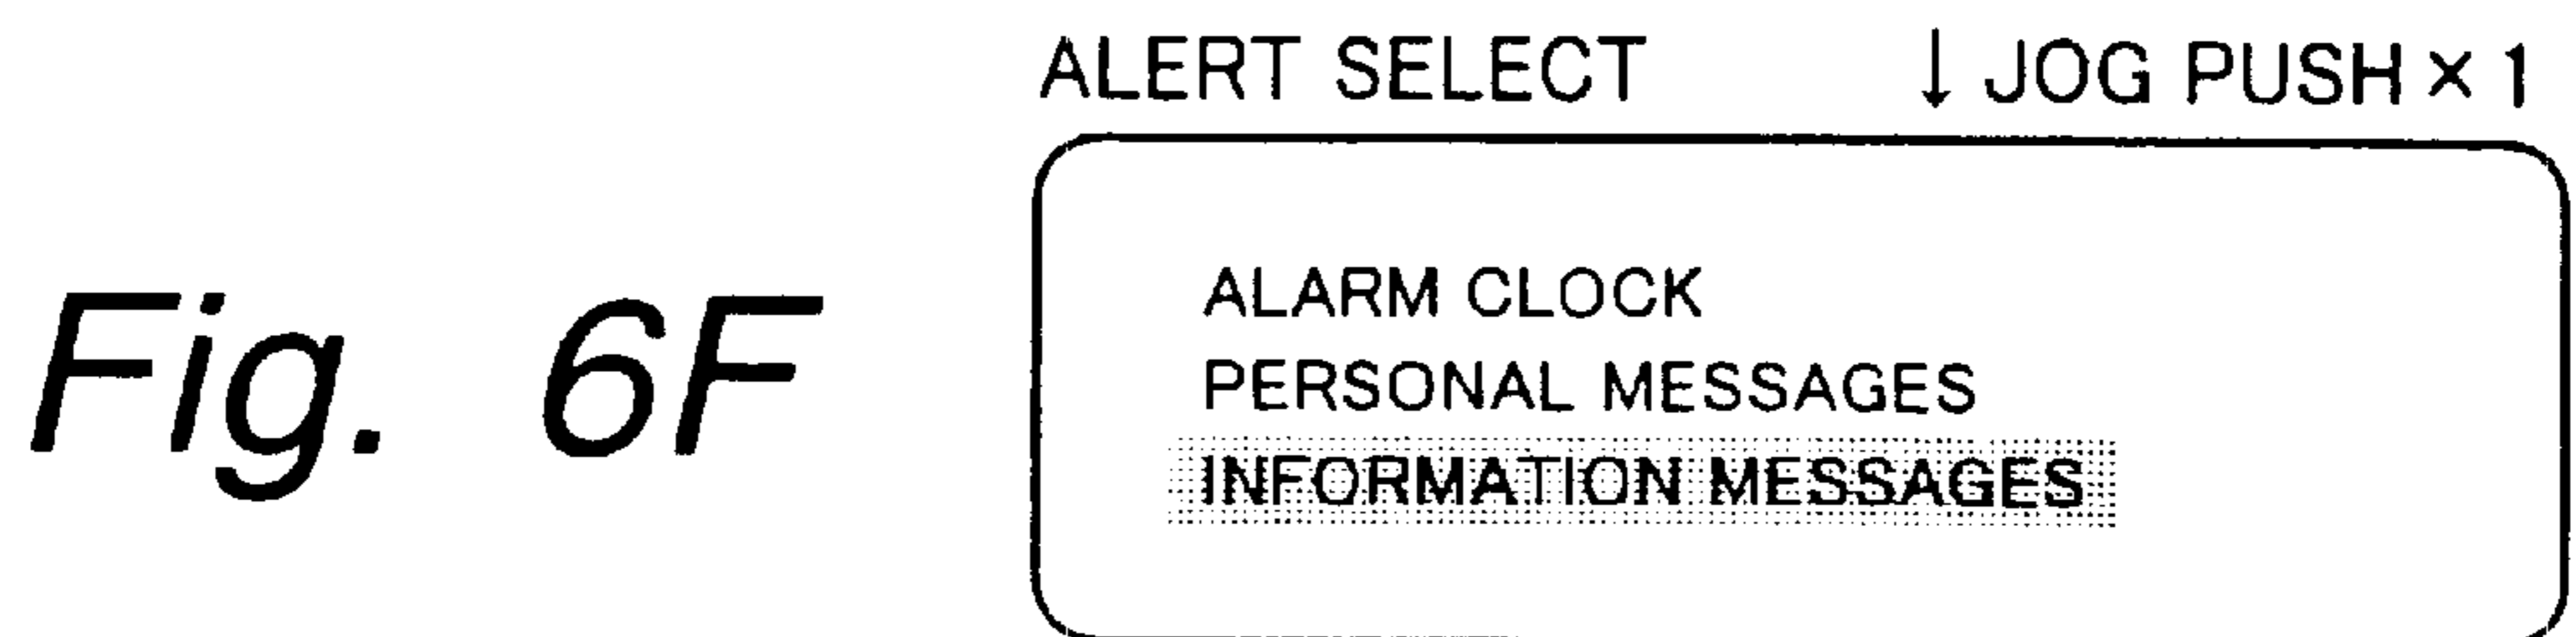 ALERT SELECT ↓ JOG PUSH × 1
ALARM CLOCK
PERSONAL MESSAGES
INFORMATION MESSAGES
Fig. 6F